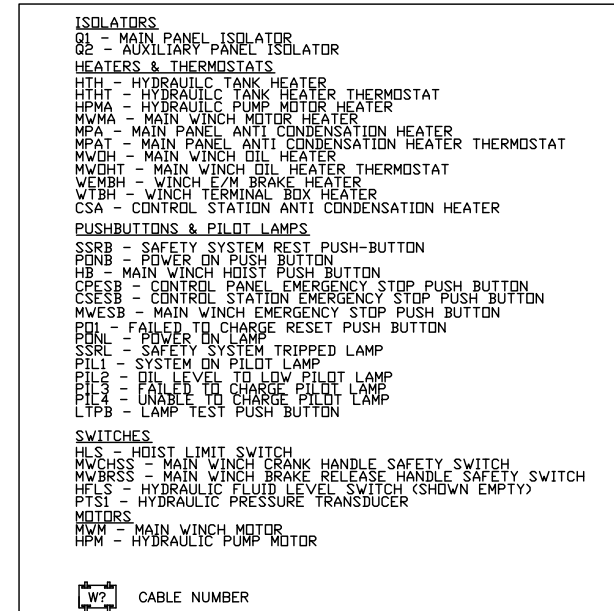 ISOLATORS
Q1 - MAIN PANEL ISOLATOR
Q2 - AUXILIARY PANEL ISOLATOR
HEATERS & THERMOSTATS
HTH - HYDRAUILC TANK HEATER
HTHT - HYDRAUILC TANK HEATER THERMOSTAT
HPMA - HYDRAUILC PUMP MOTOR HEATER
MWMA - MAIN WINCH MOTOR HEATER
MPA - MAIN PANEL ANTI CONDENSATION HEATER
MPAT - MAIN PANEL ANTI CONDENSATION HEATER THERMOSTAT
MWOH - MAIN WINCH OIL HEATER
MWOHT - MAIN WINCH OIL HEATER THERMOSTAT
WEMBH - WINCH E/M BRAKE HEATER
WTBH - WINCH TERMINAL BOX HEATER
CSA - CONTROL STATION ANTI CONDENSATION HEATER
PUSHBUTTONS & PILOT LAMPS
SSRB - SAFETY SYSTEM REST PUSH-BUTTON
PONB - POWER ON PUSH BUTTON
HB - MAIN WINCH HOIST PUSH BUTTON
CPESB - CONTROL PANEL EMERGENCY STOP PUSH BUTTON
CSESB - CONTROL STATION EMERGENCY STOP PUSH BUTTON
MWESB - MAIN WINCH EMERGENCY STOP PUSH BUTTON
PO1 - FAILED TO CHARGE RESET PUSH BUTTON
PONL - POWER ON LAMP
SSRL - SAFETY SYSTEM TRIPPED LAMP
PIL1 - SYSTEM ON PILOT LAMP
PIL2 - OIL LEVEL TO LOW PILOT LAMP
PIL3 - FAILED TO CHARGE PILOT LAMP
PIL4 - UNABLE TO CHARGE PILOT LAMP
LTPB - LAMP TEST PUSH BUTTON
SWITCHES
HLS - HOIST LIMIT SWITCH
MWCHSS - MAIN WINCH CRANK HANDLE SAFETY SWITCH
MWBRSS - MAIN WINCH BRAKE RELEASE HANDLE SAFETY SWITCH
HFLS - HYDRAULIC FLUID LEVEL SWITCH (SHOWN EMPTY)
PTS1 - HYDRAULIC PRESSURE TRANSDUCER
MOTORS
MWM - MAIN WINCH MOTOR
HPM - HYDRAULIC PUMP MOTOR
W? CABLE NUMBER